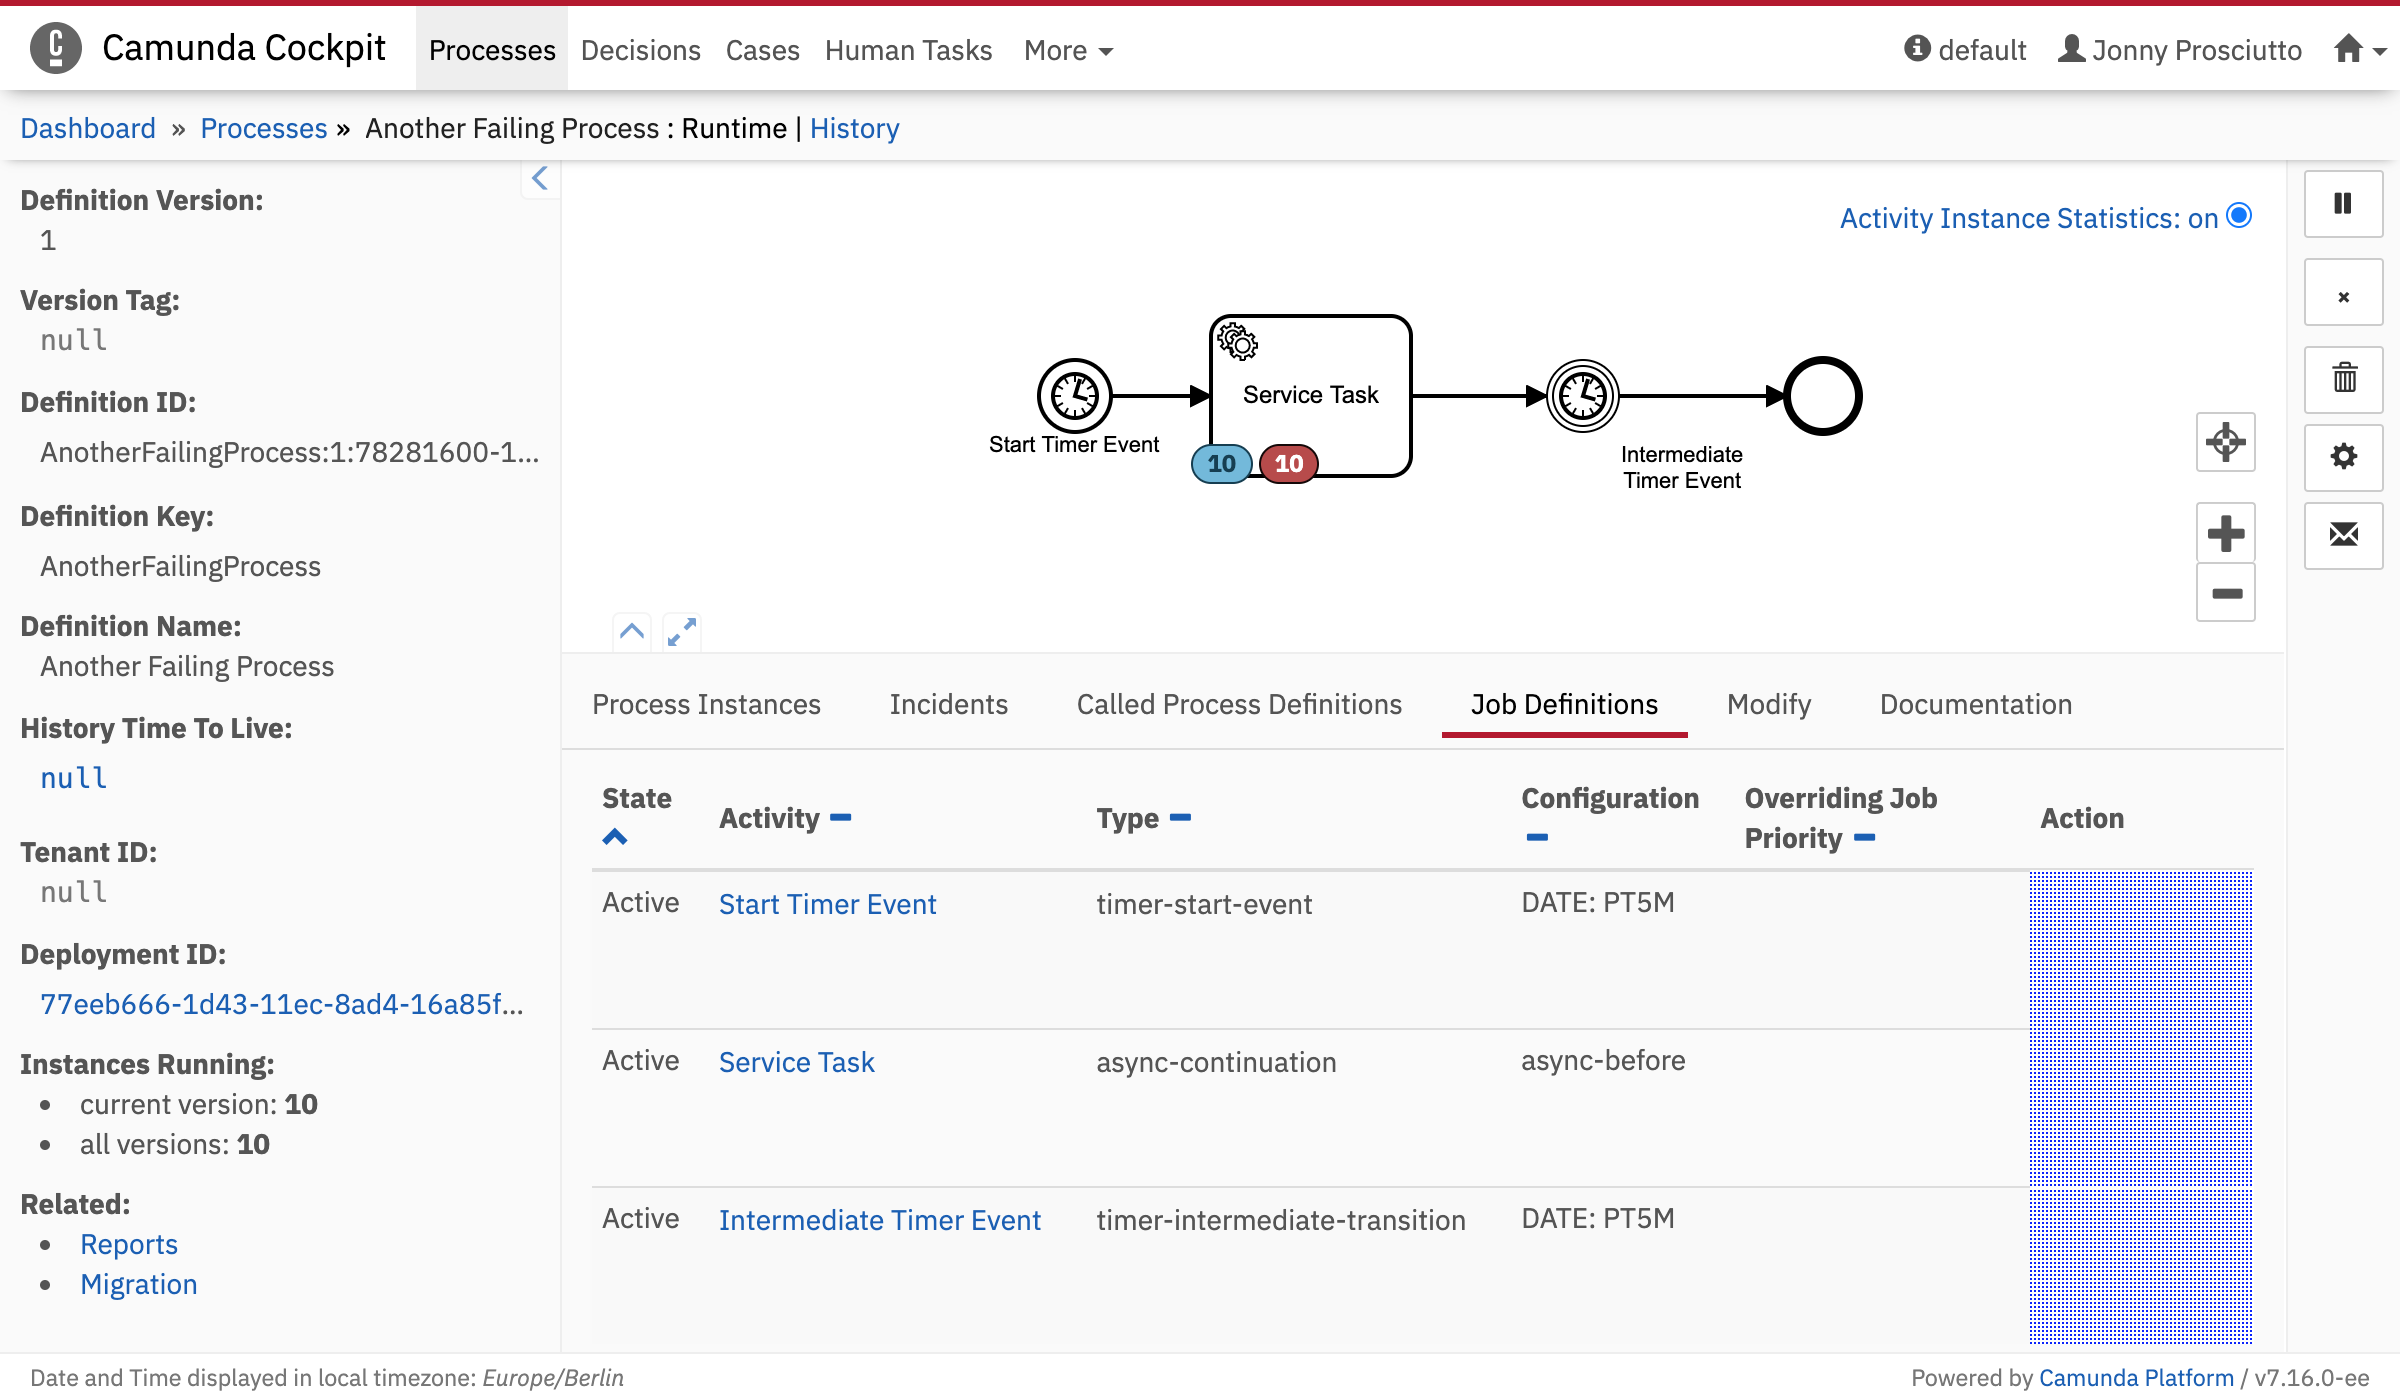 Camunda Cockpit Processes Decisions Cases Human Tasks More default Jonny Prosciutto
Dashboard » Processes » Another Failing Process : Runtime | History
Definition Version:
1
Version Tag:
null
Definition ID:
AnotherFailingProcess:1:78281600-1...
Definition Key:
AnotherFailingProcess
Definition Name:
Another Failing Process
History Time To Live:
null
Tenant ID:
null
Deployment ID:
77eeb666-1d43-11ec-8ad4-16a85f...
Instances Running:
• current version: 10
• all versions: 10
Related:
• Reports
• Migration
Activity Instance Statistics: on
Start Timer Event
Service Task
10 10
Intermediate
Timer Event
Process Instances Incidents Called Process Definitions Job Definitions Modify Documentation
State Activity Type Configuration Overriding Job Priority Action
Active Start Timer Event timer-start-event DATE: PT5M
Active Service Task async-continuation async-before
Active Intermediate Timer Event timer-intermediate-transition DATE: PT5M
Date and Time displayed in local timezone: Europe/Berlin
Powered by Camunda Platform / v7.16.0-ee